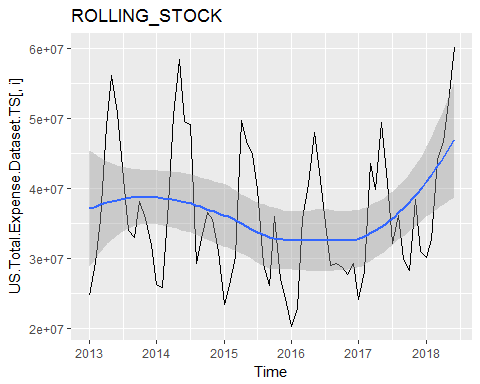 ROLLING_STOCK
US.Total.Expense.Dataset.TS[, i]
6e+07
5e+07
4e+07
3e+07
2e+07
2013 2014 2015 2016 2017 2018
Time